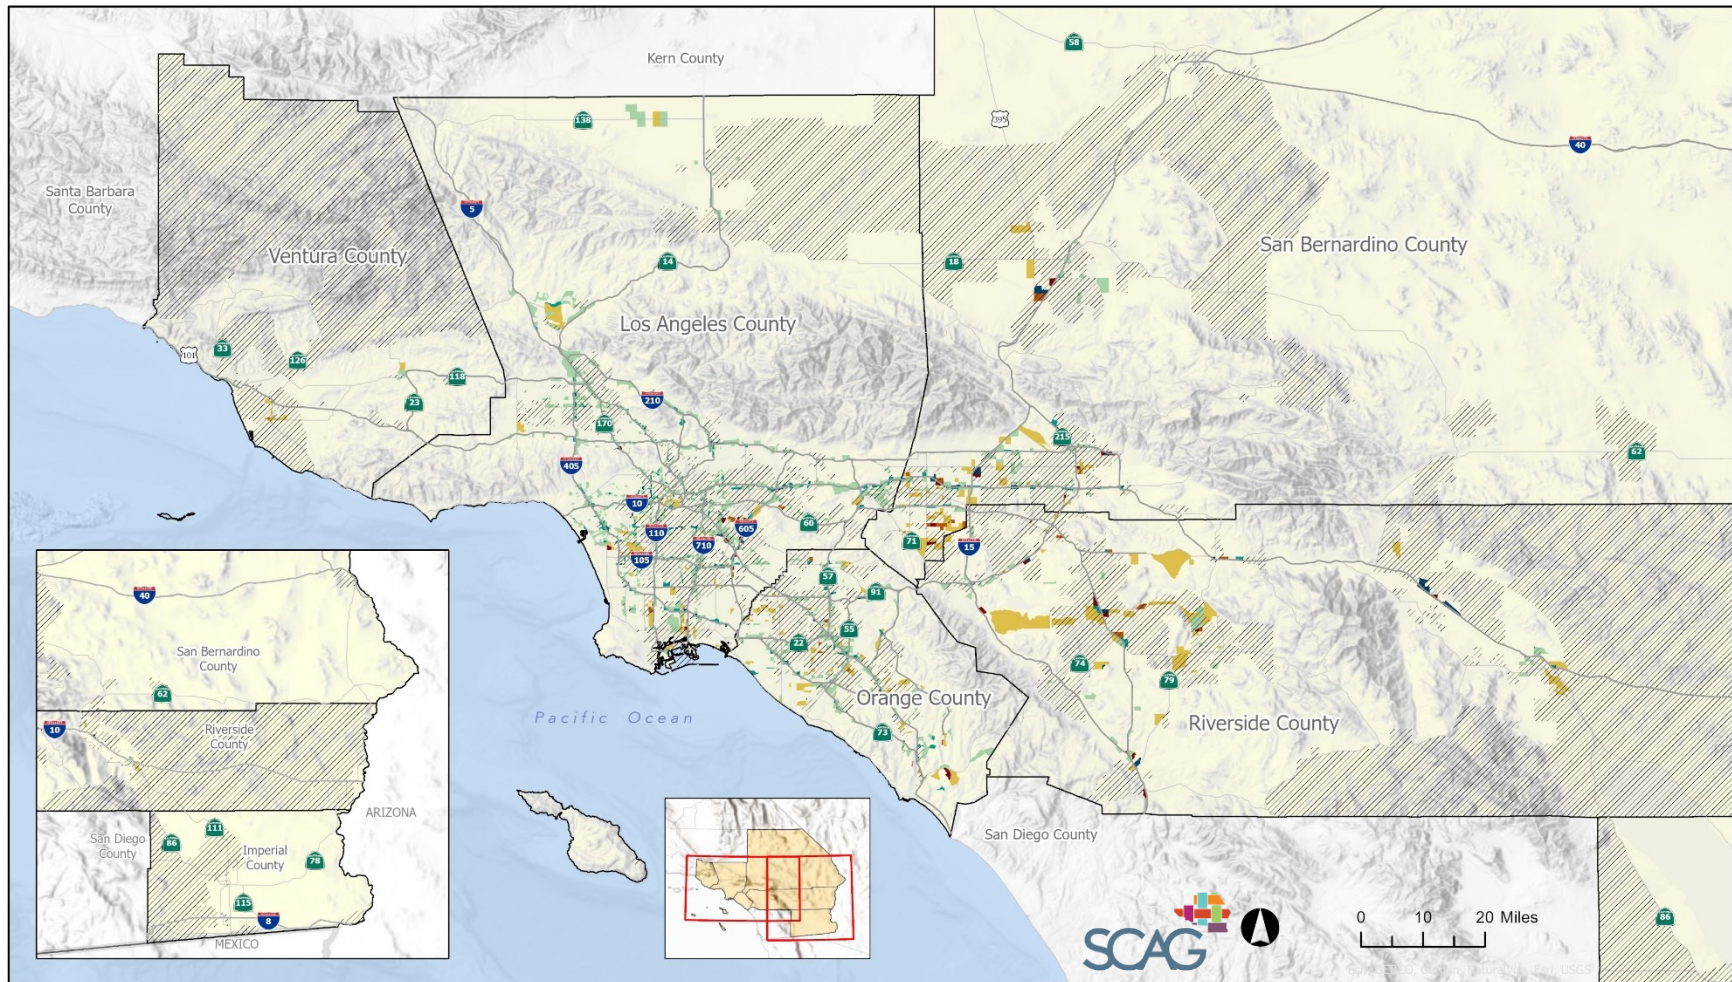 Kern County
58
138
395
40
Santa Barbara
County
5
Ventura County
San Bernardino County
14
18
Los Angeles County
33
101
126
118
23
210
170
215
62
405
10
60
605
110
710
105
71
15
57
91
55
22
74
79
Orange County
Riverside County
73
Pacific Ocean
San Diego County
40
San Bernardino
County
62
10
Riverside
County
ARIZONA
San Diego
County
86
111
Imperial
County
78
115
8
MEXICO
SCAG
0 10 20 Miles
86